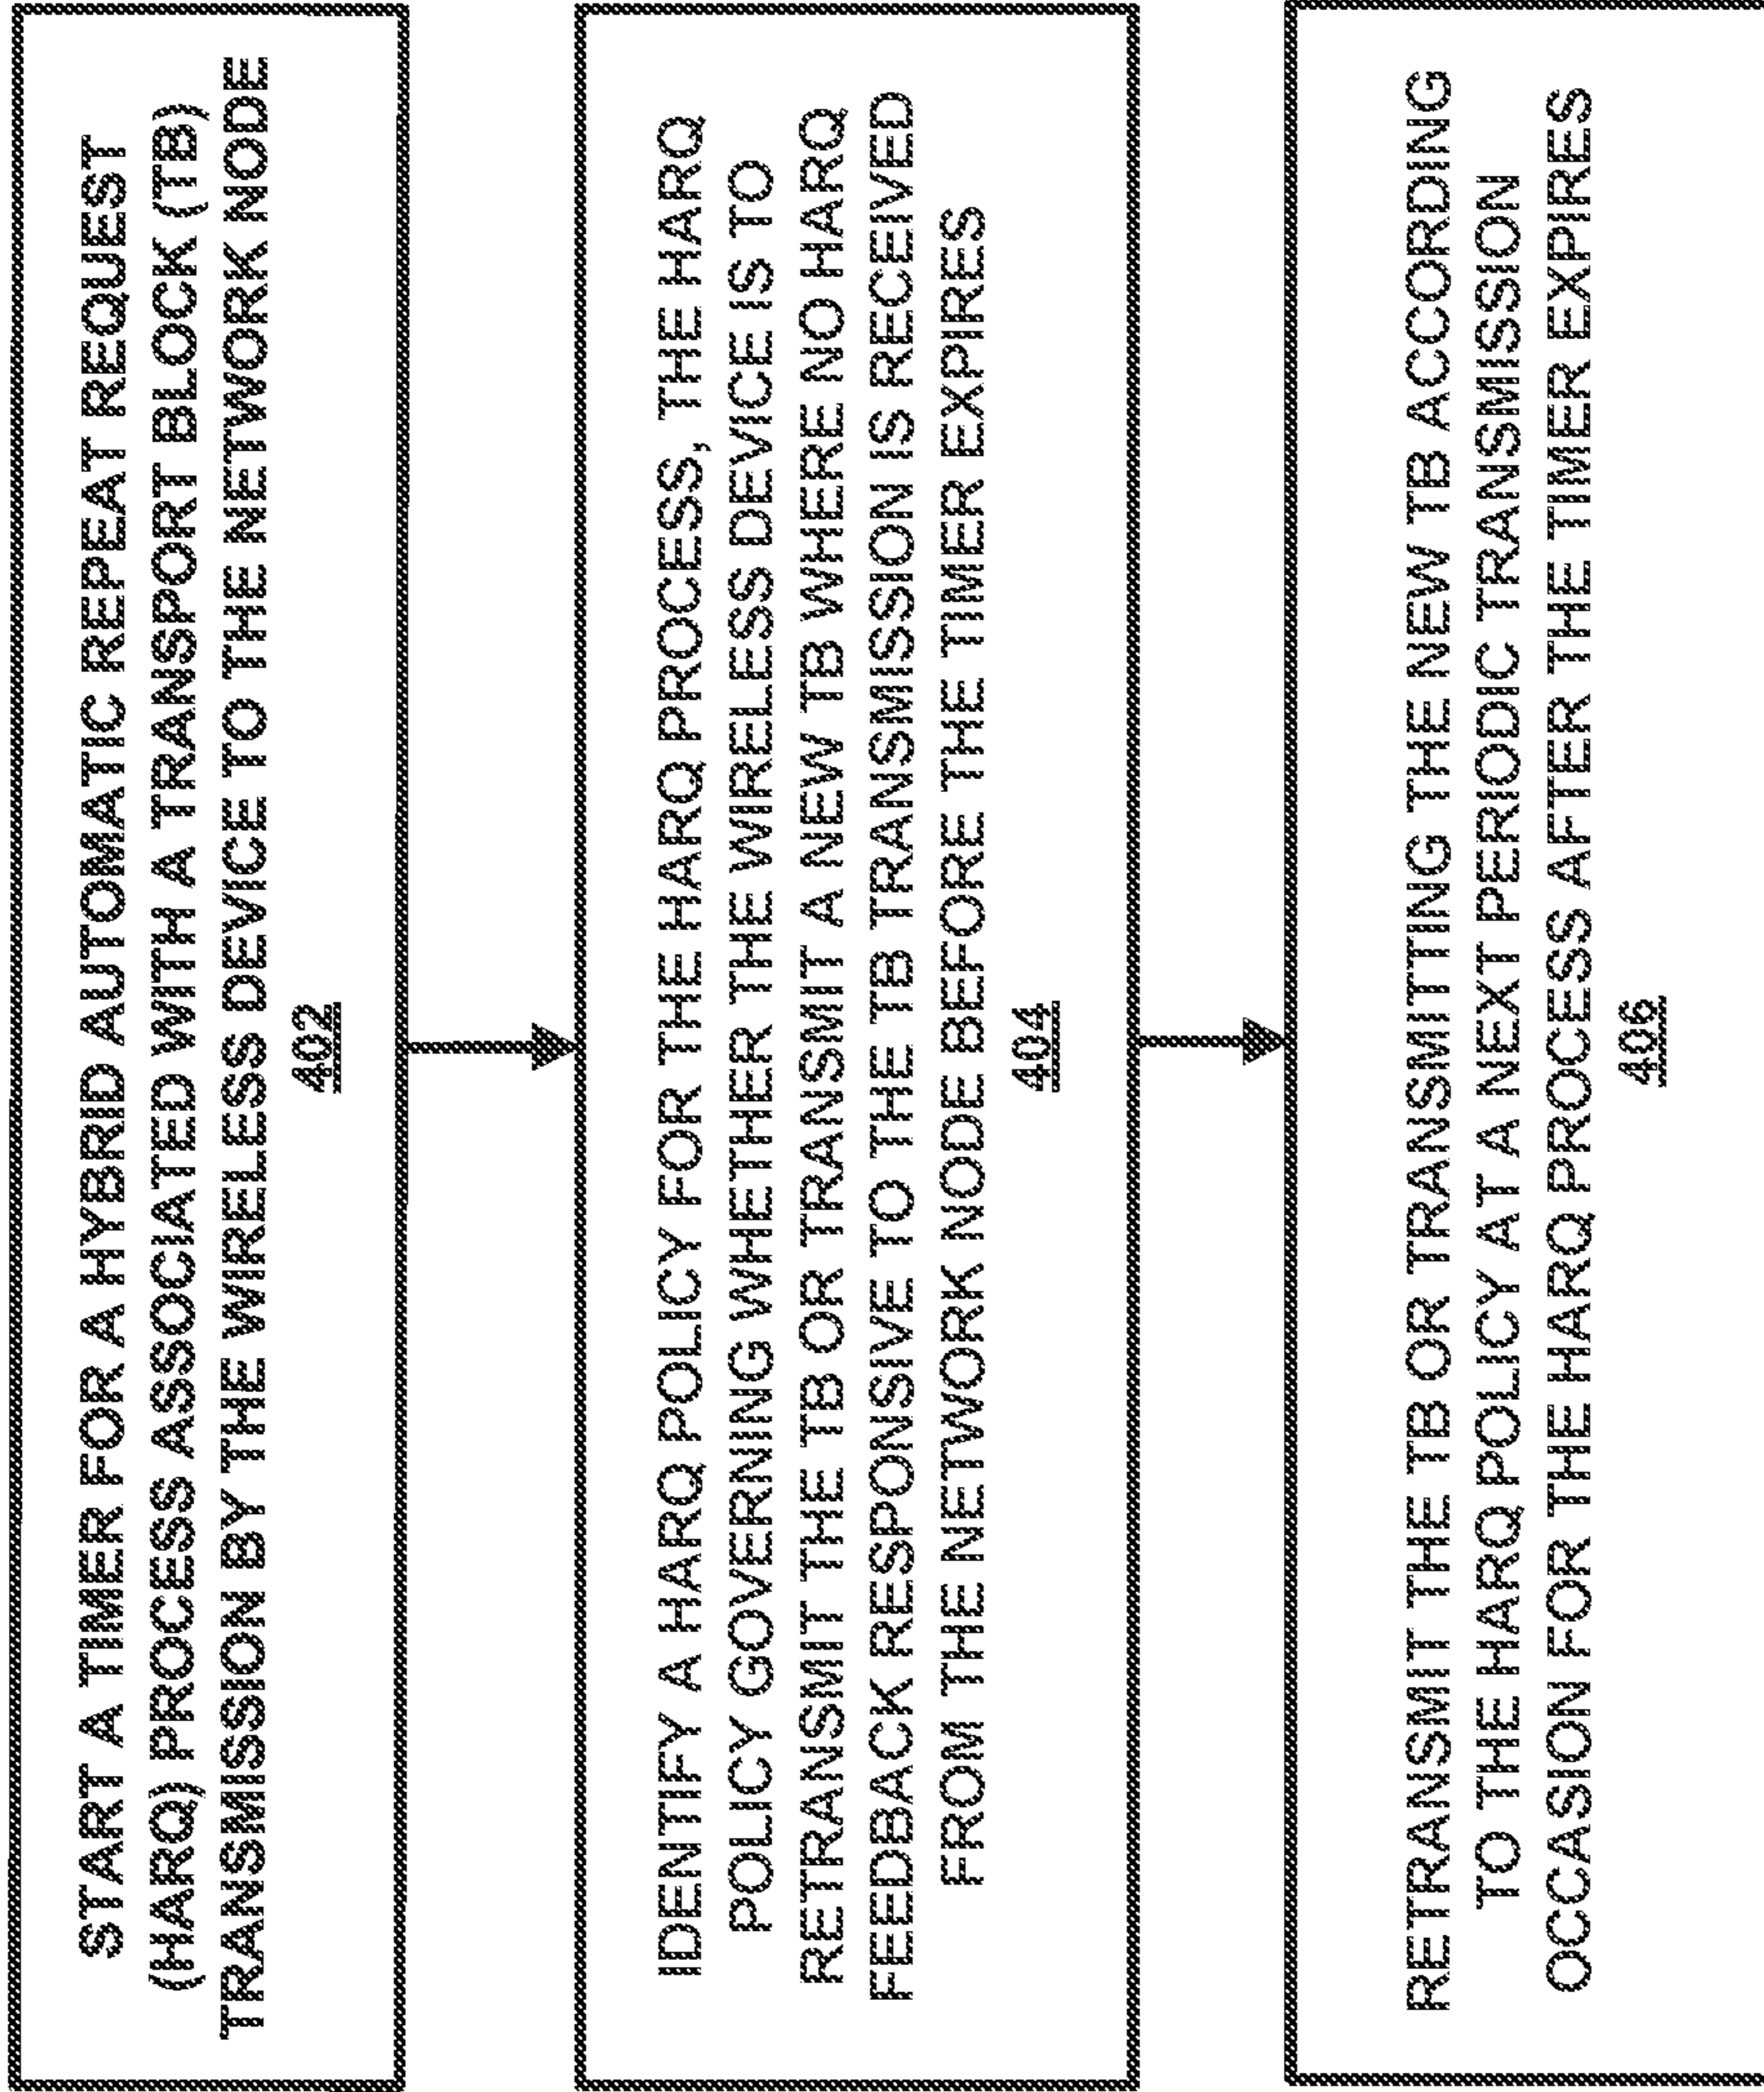 START A TIMER FOR A HYBRID AUTOMATIC REPEAT REQUEST
(HARQ) PROCESS ASSOCIATED WITH A TRANSPORT BLOCK (TB)
TRANSMISSION BY THE WIRELESS DEVICE TO THE NETWORK NODE
402
IDENTIFY A HARQ POLICY FOR THE HARQ PROCESS, THE HARQ
POLICY GOVERNING WHETHER THE WIRELESS DEVICE IS TO
RETRANSMIT THE TB OR TRANSMIT A NEW TB WHERE NO HARQ
FEEDBACK RESPONSIVE TO THE TB TRANSMISSION IS RECEIVED
FROM THE NETWORK NODE BEFORE THE TIMER EXPIRES
404
RETRANSMIT THE TB OR TRANSMITTING THE NEW TB ACCORDING
TO THE HARQ POLICY AT A NEXT PERIODIC TRANSMISSION
OCCASION FOR THE HARQ PROCESS AFTER THE TIMER EXPIRES
406